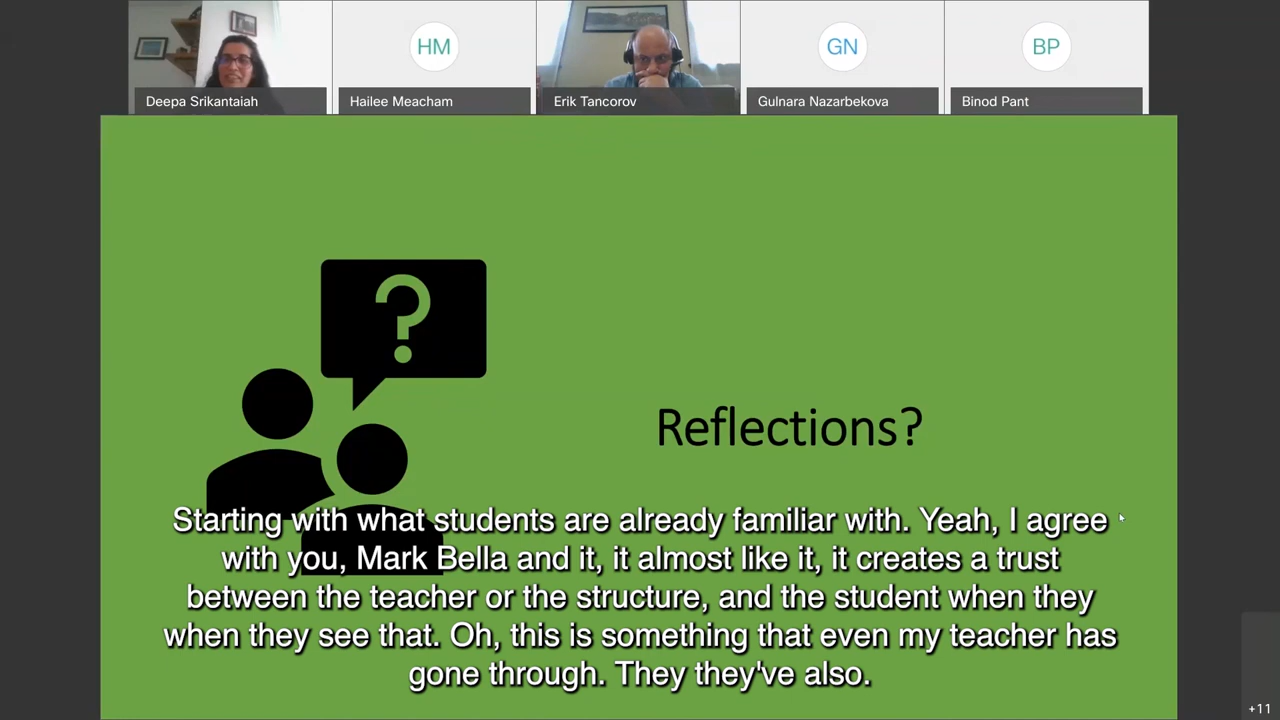 HM
GN
BP
Deepa Srikantaiah
Hailee Meacham
Erik Tancorov
Gulnara Nazarbekova
Binod Pant
?
Reflections?
Starting with what students are already familiar with. Yeah, I agree
with you, Mark Bella and it, it almost like it, it creates a trust
between the teacher or the structure, and the student when they
when they see that. Oh, this is something that even my teacher has
gone through. They they've also.
+11